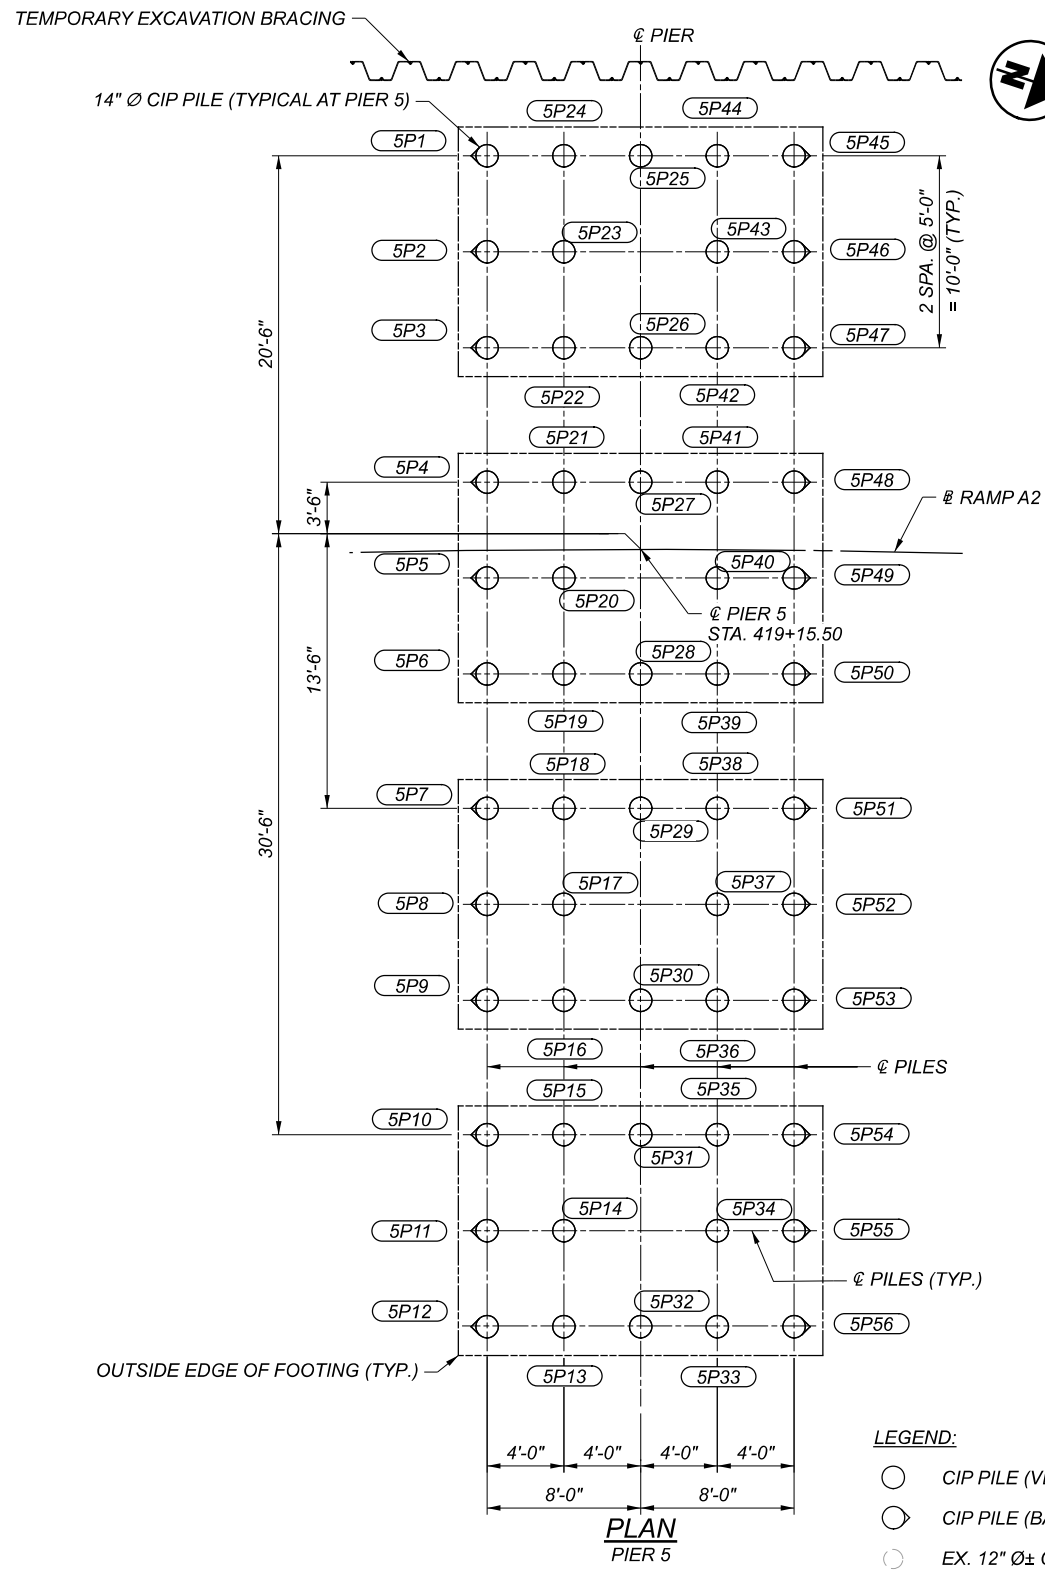 TEMPORARY EXCAVATION BRACING
℄ PIER
N
14" Ø CIP PILE (TYPICAL AT PIER 5)
5P24
5P44
5P1
5P45
5P25
5P23
5P43
5P2
5P46
2 SPA. @ 5'-0"
= 10'-0" (TYP.)
5P3
5P26
5P47
20'-6"
5P22
5P42
5P21
5P41
5P4
5P48
5P27
3'-6"
RAMP A2
5P5
5P40
5P49
5P20
℄ PIER 5
STA. 419+15.50
5P28
5P6
5P50
13'-6"
5P19
5P39
5P18
5P38
5P7
5P51
5P29
30'-6"
5P17
5P37
5P8
5P52
5P30
5P9
5P53
5P16
5P36
℄ PILES
5P15
5P35
5P10
5P54
5P31
5P14
5P34
5P11
5P55
℄ PILES (TYP.)
5P32
5P12
5P56
OUTSIDE EDGE OF FOOTING (TYP.)
5P13
5P33
4'-0" 4'-0" 4'-0" 4'-0"
8'-0" 8'-0"
PLAN
PIER 5
LEGEND:
CIP PILE
CIP PILE
EX. 12" Ø±